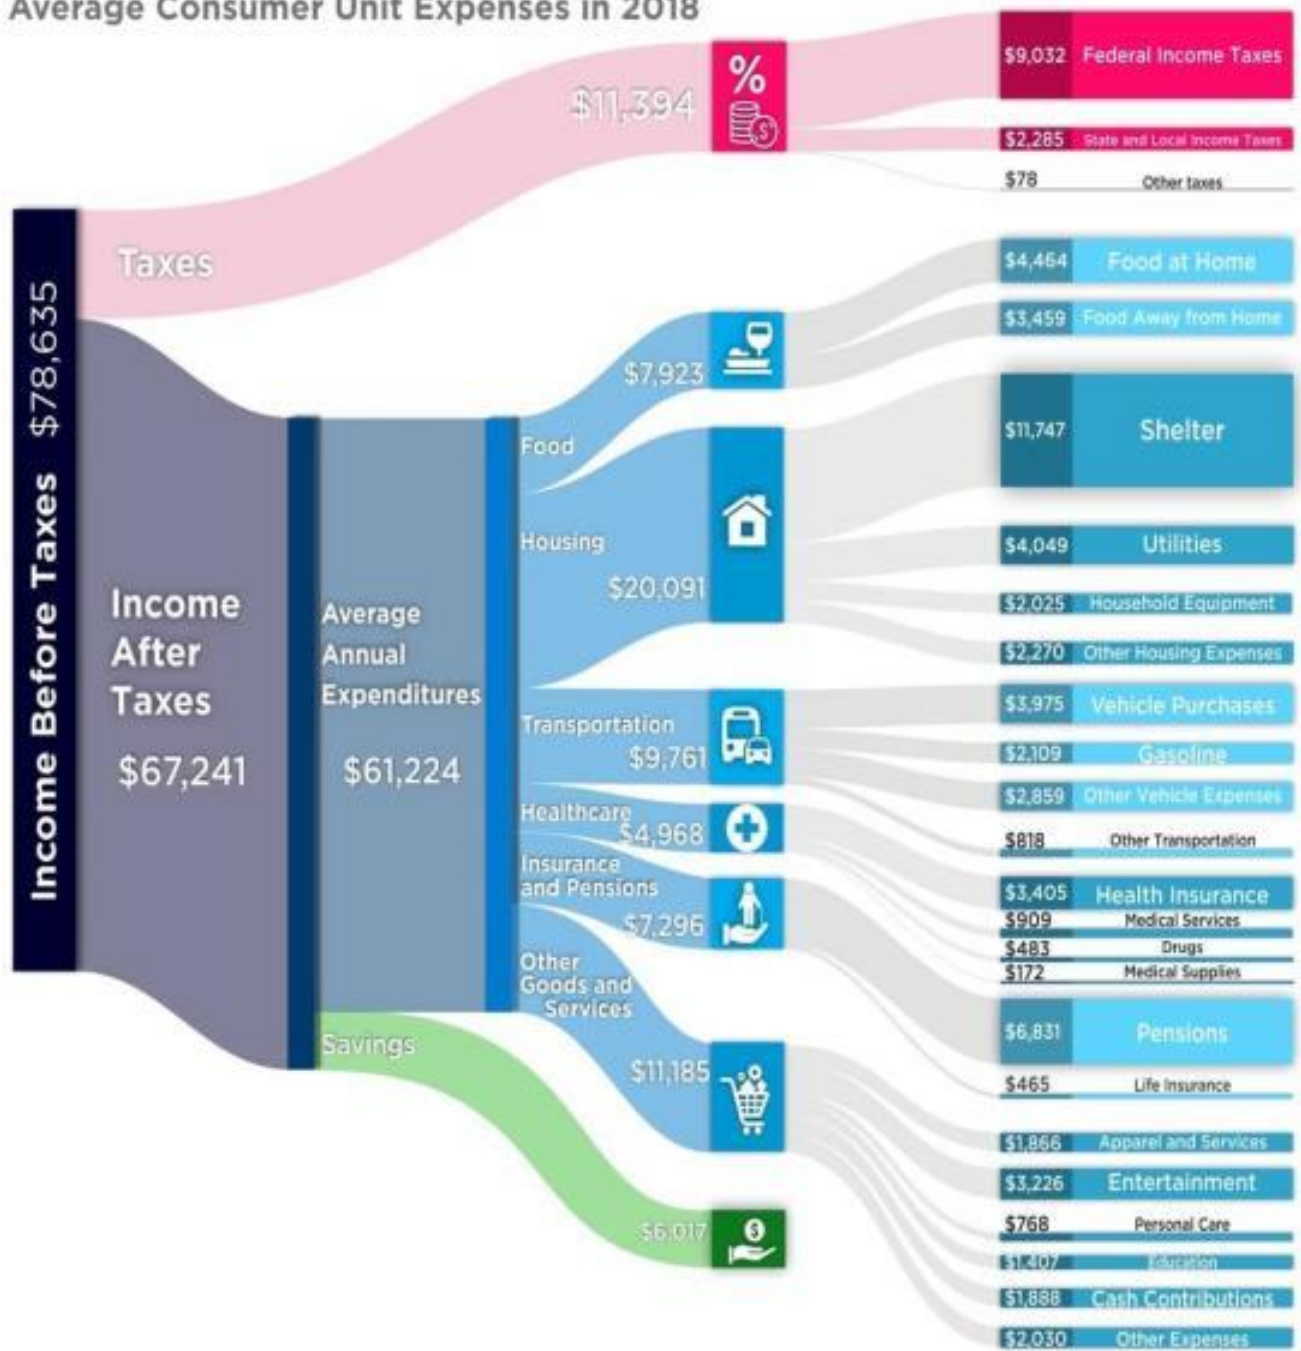 Average Consumer Unit Expenses in 2018
Income Before Taxes $78,635
Taxes
$11,394
%
$
$9,032 Federal Income Taxes
$2,285 State and Local Income Taxes
$78 Other taxes
Income
After
Taxes
$67,241
Average
Annual
Expenditures
$61,224
Food
$7,923
$4,464 Food at Home
$3,459 Food Away from Home
Housing
$20,091
$11,747 Shelter
$4,049 Utilities
$2,025 Household Equipment
$2,270 Other Housing Expenses
Transportation
$9,761
$3,975 Vehicle Purchases
$2,109 Gasoline
$2,859 Other Vehicle Expenses
$818 Other Transportation
Healthcare
$4,968
$3,405 Health Insurance
$909 Medical Services
$483 Drugs
$172 Medical Supplies
Insurance
and Pensions
$7,296
$6,831 Pensions
$465 Life Insurance
Other
Goods and
Services
$11,185
$1,866 Apparel and Services
$3,226 Entertainment
$768 Personal Care
$1,407 Education
$1,888 Cash Contributions
$2,030 Other Expenses
Savings
$6,017
$